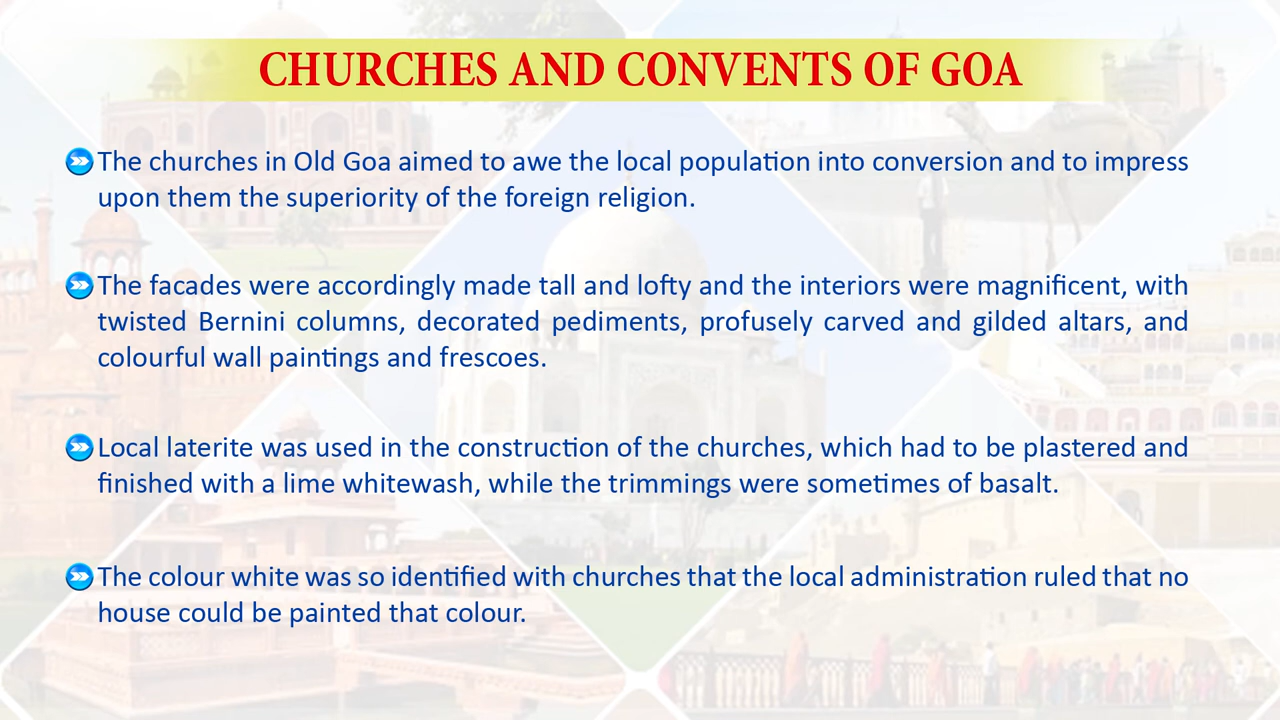 CHURCHES AND CONVENTS OF GOA
The churches in Old Goa aimed to awe the local population into conversion and to impress
upon them the superiority of the foreign religion.
The facades were accordingly made tall and lofty and the interiors were magnificent, with
twisted Bernini columns, decorated pediments, profusely carved and gilded altars, and
colourful wall paintings and frescoes.
Local laterite was used in the construction of the churches, which had to be plastered and
finished with a lime whitewash, while the trimmings were sometimes of basalt.
The colour white was so identified with churches that the local administration ruled that no
house could be painted that colour.